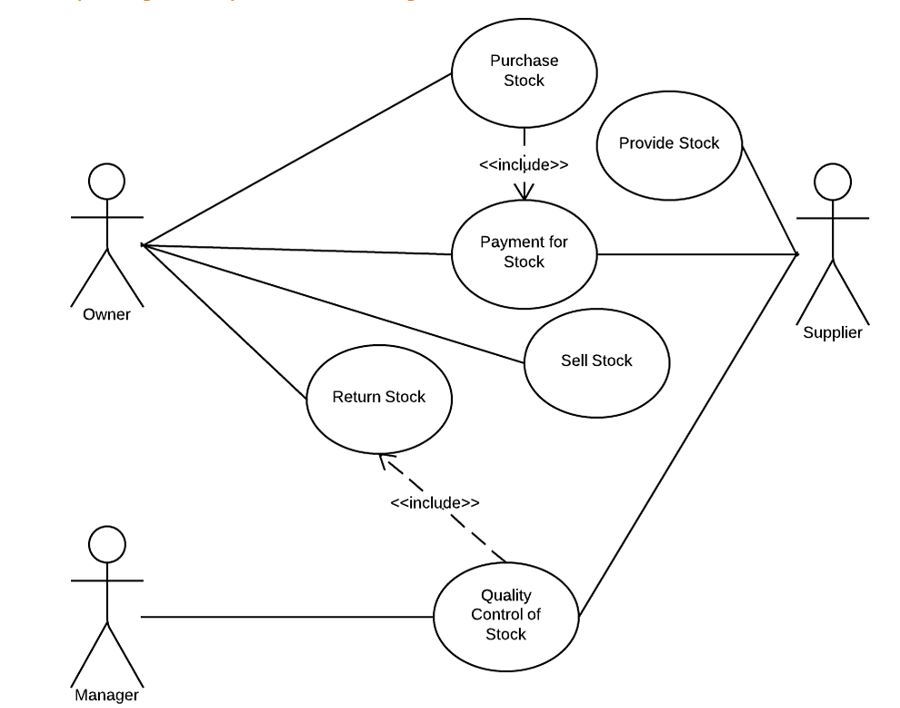 Purchase
Stock
Provide Stock
<<include>>
Payment for
Stock
Owner
Supplier
Sell Stock
Return Stock
<<include>>
Quality
Control of
Stock
Manager